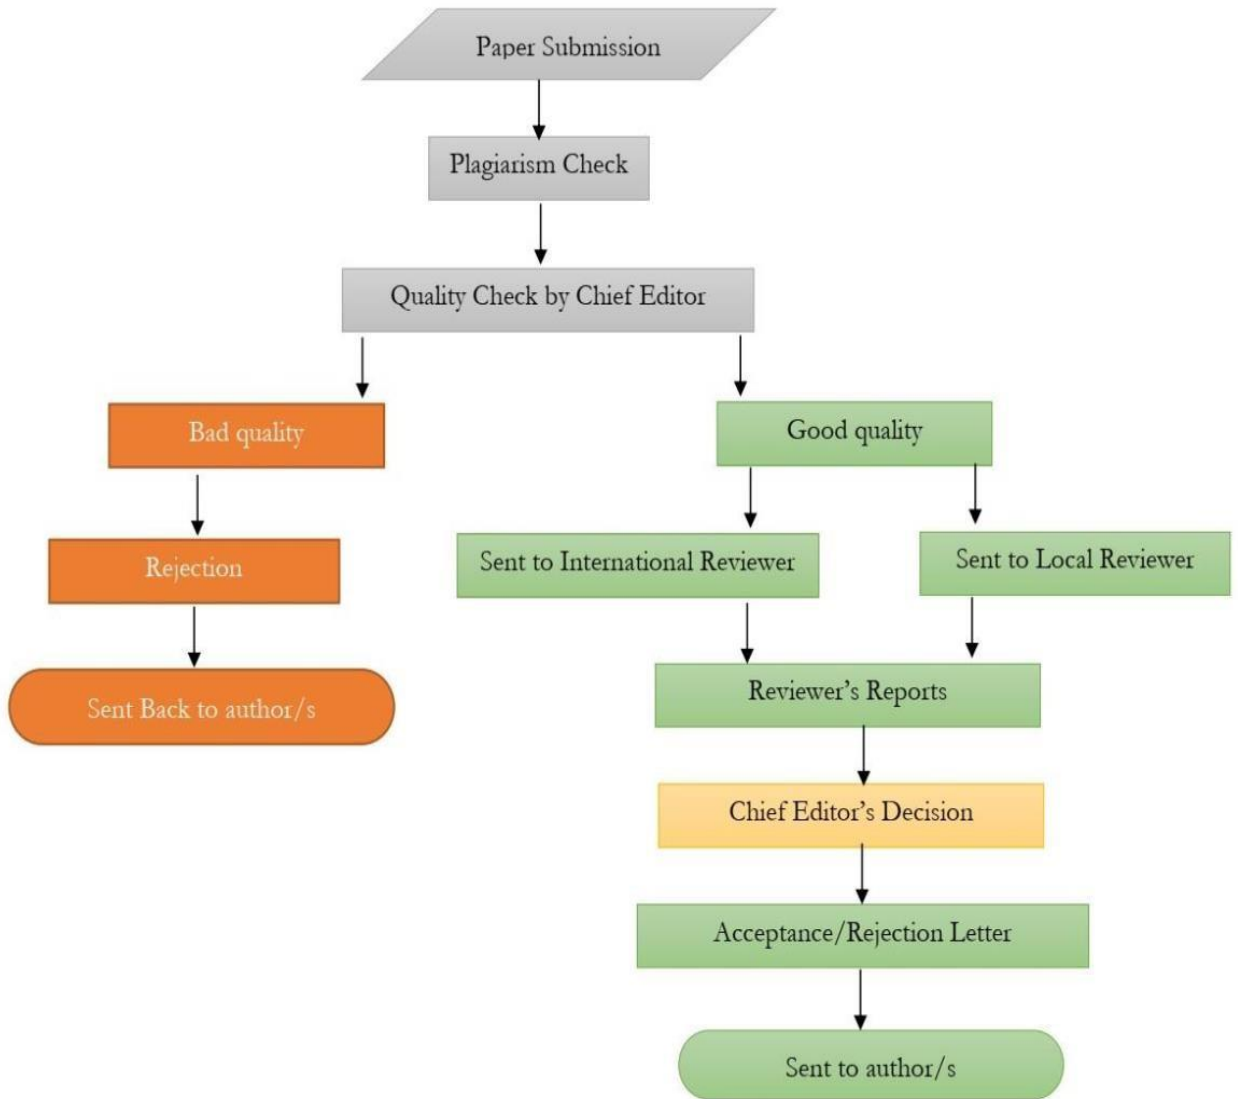 Paper Submission
Plagiarism Check
Quality Check by Chief Editor
Bad quality
Good quality
Rejection
Sent to International Reviewer
Sent to Local Reviewer
Sent Back to author/s
Reviewer's Reports
Chief Editor's Decision
Acceptance/Rejection Letter
Sent to author/s